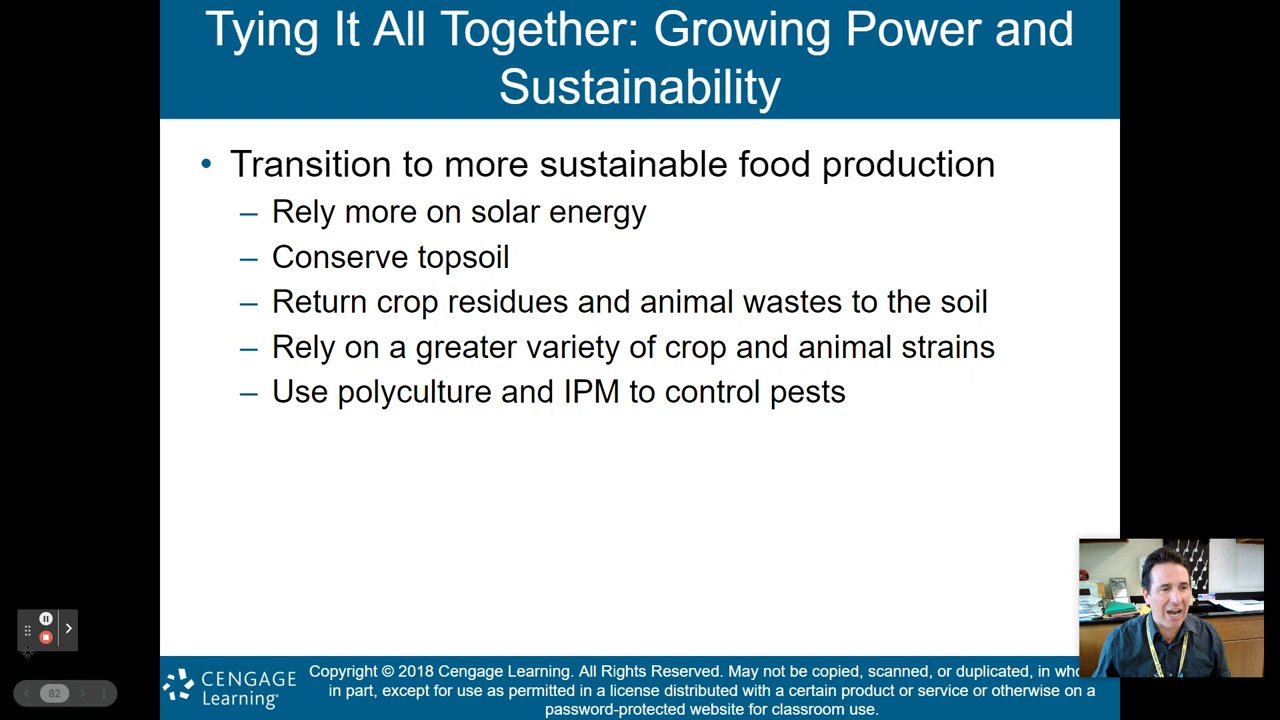 Tying It All Together: Growing Power and
Sustainability
• Transition to more sustainable food production
– Rely more on solar energy
– Conserve topsoil
– Return crop residues and animal wastes to the soil
– Rely on a greater variety of crop and animal strains
– Use polyculture and IPM to control pests
82
CENGAGE
Learning
Copyright © 2018 Cengage Learning. All Rights Reserved. May not be copied, scanned, or duplicated, in
in part, except for use as permitted in a license distributed with a certain product or service or otherwise on a
password-protected website for classroom use.